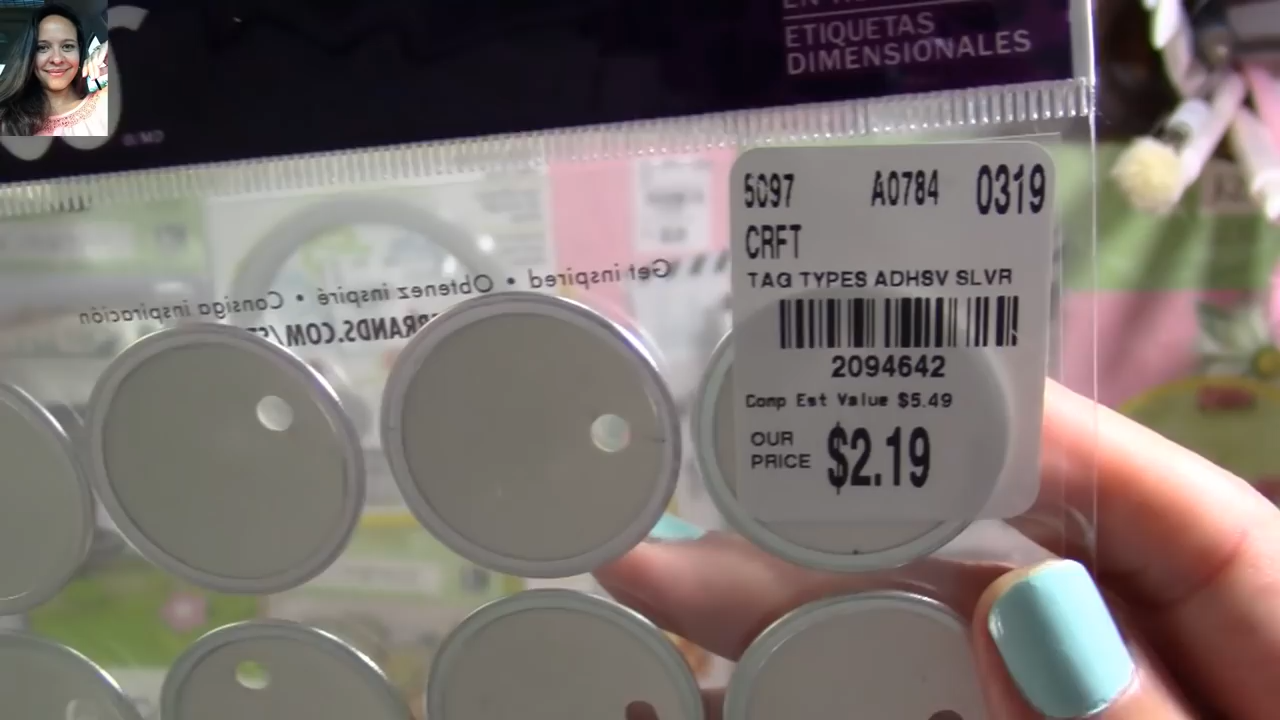 ETIQUETAS
DIMENSIONALES
5097 A0784 0319
CRFT
TAG TYPES ADHSV SLVR
2094642
Comp Est Value $5.49
OUR
PRICE $2.19
Get inspired • Obtenez inspiré • Consiga inspiración
BRANDS.COM/